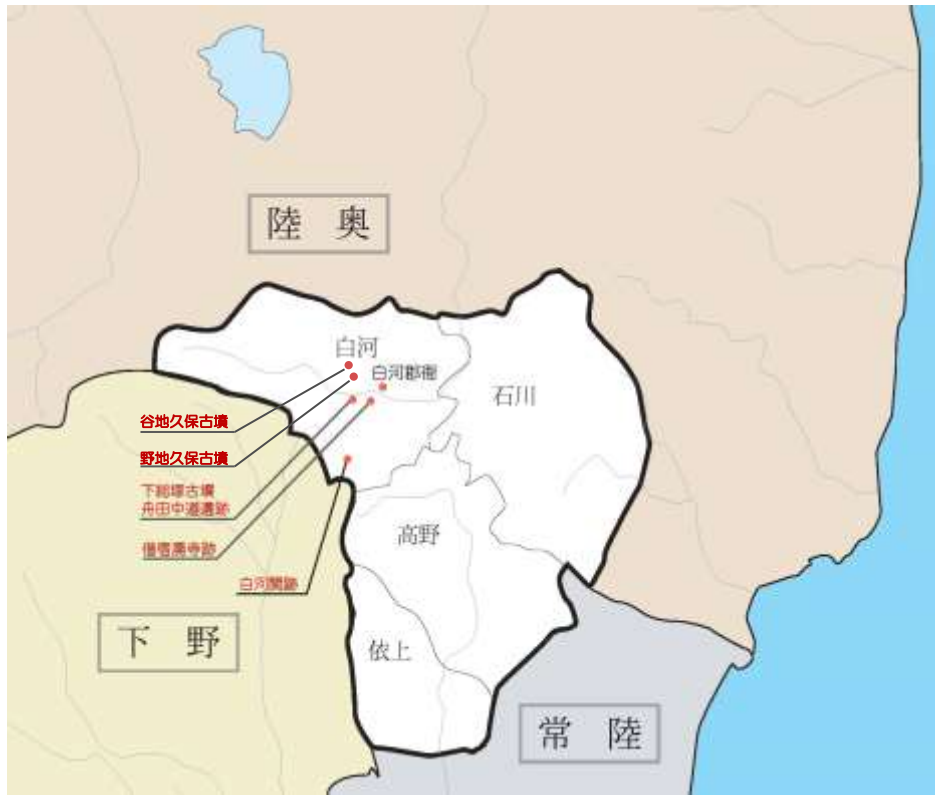 陸奥
白河
白河郡衙
石川
谷地久保古墳
野地久保古墳
下総塚古墳
舟田中道遺跡
借宿廃寺跡
高野
白河関跡
下野
依上
常陸